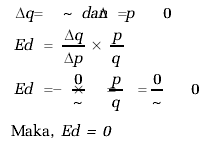 Δq = ~ dan Δ = p 0
Ed = Δq/Δp × p/q
Ed = − 0/~ × = p/q = 0/~ 0
Maka, Ed = 0